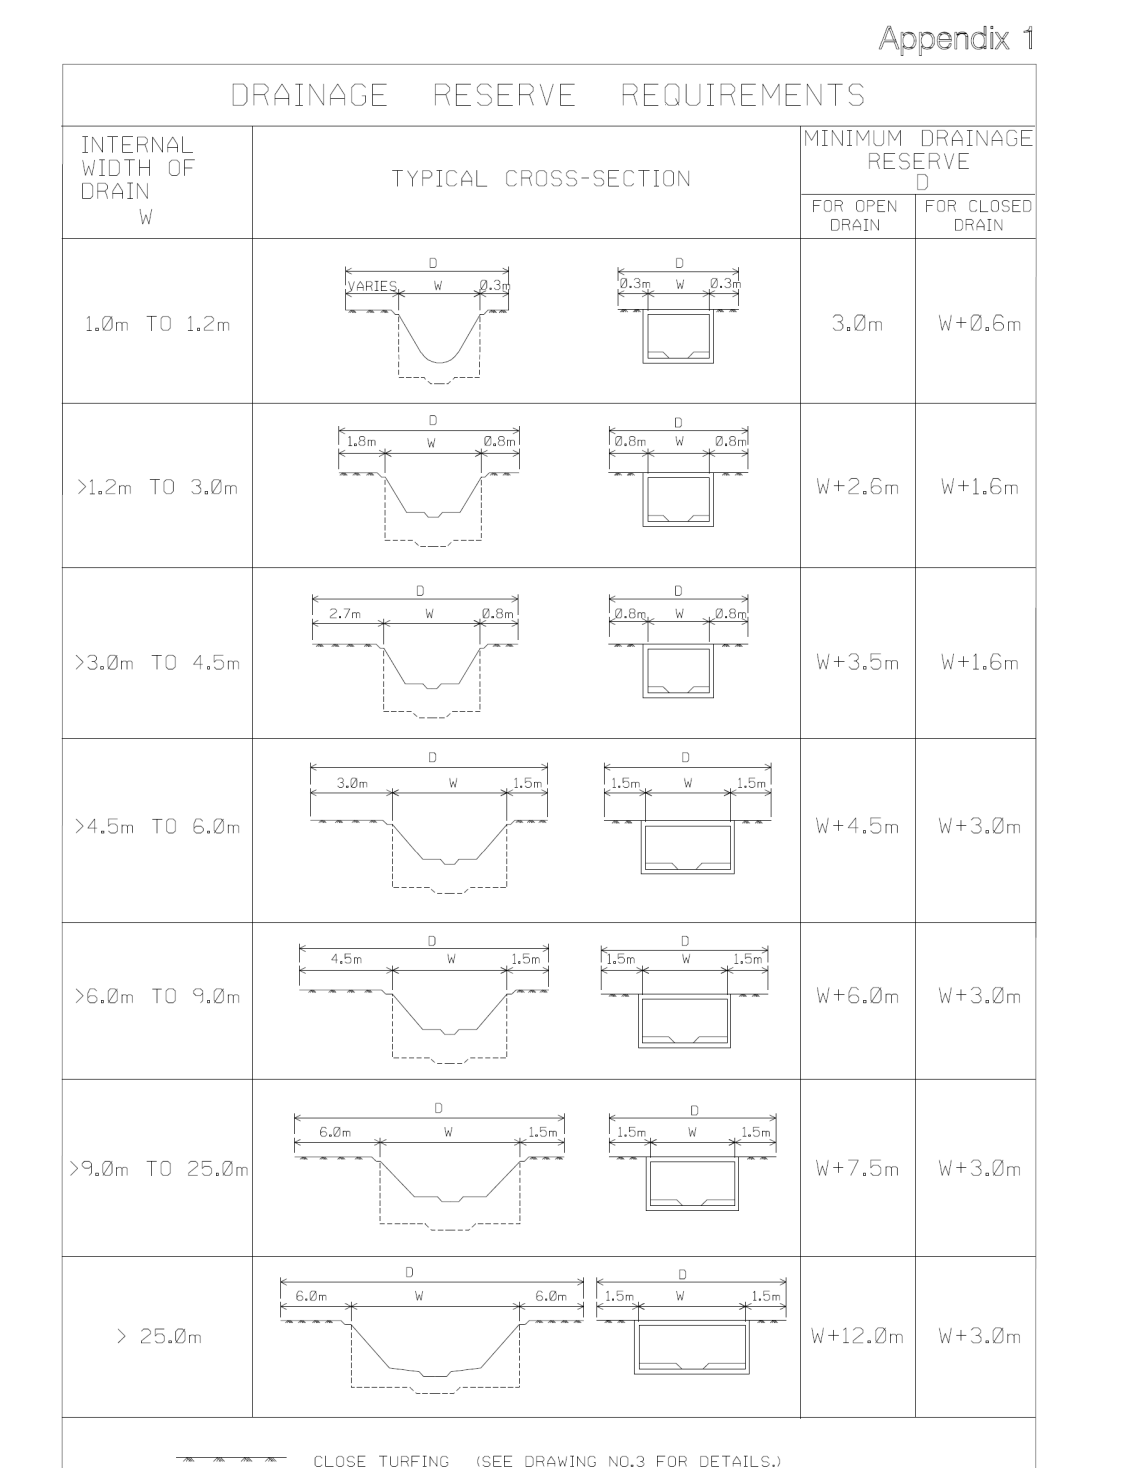 Appendix 1
DRAINAGE RESERVE REQUIREMENTS
INTERNAL
WIDTH OF
DRAIN
W
TYPICAL CROSS-SECTION
MINIMUM DRAINAGE
RESERVE
D
FOR OPEN
DRAIN
FOR CLOSED
DRAIN
1.0m TO 1.2m
D
VARIES W 0.3m
D
0.3m W 0.3m
3.0m
W+0.6m
>1.2m TO 3.0m
D
1.8m W 0.8m
D
0.8m W 0.8m
W+2.6m
W+1.6m
>3.0m TO 4.5m
D
2.7m W 0.8m
D
0.8m W 0.8m
W+3.5m
W+1.6m
>4.5m TO 6.0m
D
3.0m W 1.5m
D
1.5m W 1.5m
W+4.5m
W+3.0m
>6.0m TO 9.0m
D
4.5m W 1.5m
D
1.5m W 1.5m
W+6.0m
W+3.0m
>9.0m TO 25.0m
D
6.0m W 1.5m
D
1.5m W 1.5m
W+7.5m
W+3.0m
> 25.0m
D
6.0m W 6.0m
D
1.5m W 1.5m
W+12.0m
W+3.0m
CLOSE TURFING (SEE DRAWING NO.3 FOR DETAILS.)